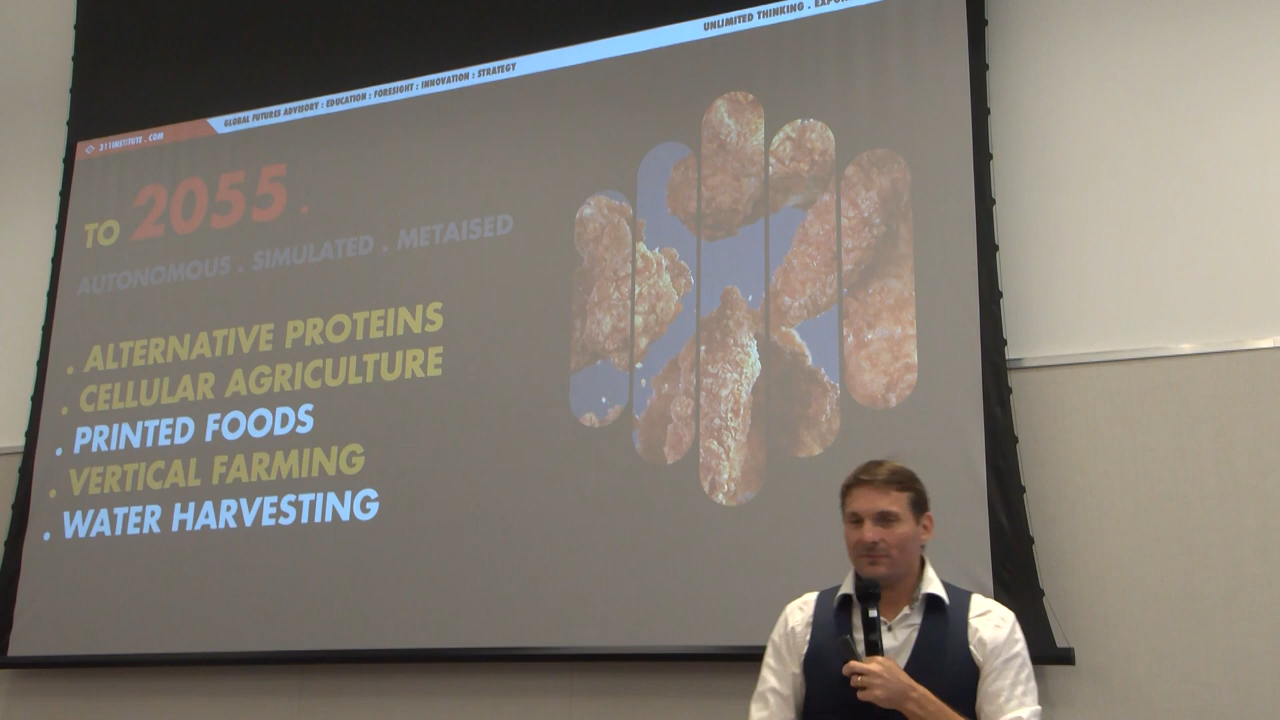 311INSTITUTE . COM
GLOBAL FUTURES ADVISORY : EDUCATION : FORESIGHT : INNOVATION : STRATEGY
UNLIMITED THINKING .
TO 2055 .
AUTONOMOUS . SIMULATED . METAISED
. ALTERNATIVE PROTEINS
. CELLULAR AGRICULTURE
. PRINTED FOODS
. VERTICAL FARMING
. WATER HARVESTING